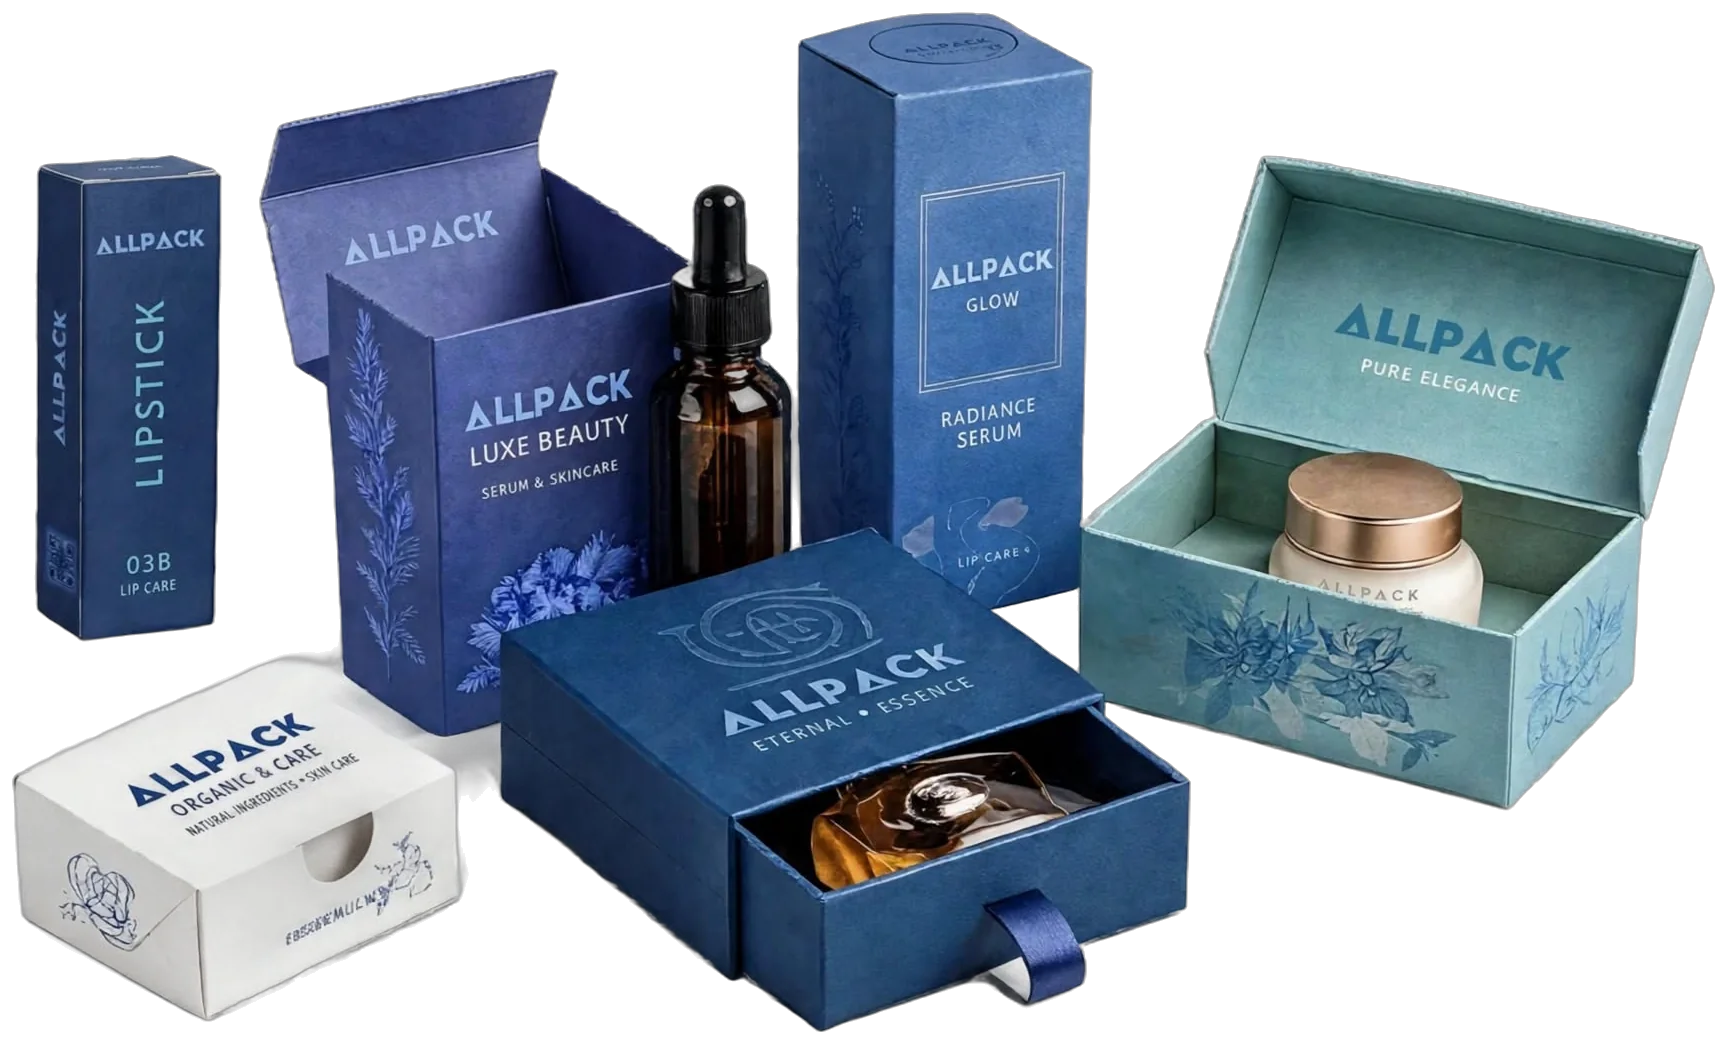 ALLPACK
ALLPACK
LIPSTICK
03B
LIP CARE
ALLPACK
ALLPACK
LUXE BEAUTY
SERUM & SKINCARE
ALLPACK
ALLPACK
GLOW
RADIANCE
SERUM
LIP CARE
ALLPACK
PURE ELEGANCE
ALLPACK
ALLPACK
ETERNAL • ESSENCE
ALLPACK
ORGANIC & CARE
NATURAL INGREDIENTS • SKIN CARE